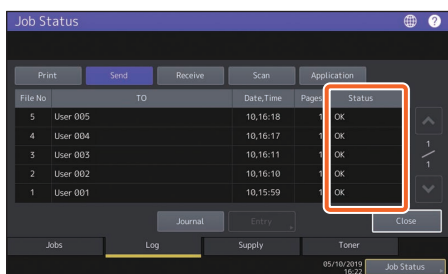 Job Status
?
Print Send Receive Scan Application
File No TO Date,Time Pages Status
5 User 005 10,16:18 1 OK
4 User 004 10,16:17 1 OK
3 User 003 10,16:11 1 OK
2 User 002 10,16:10 1 OK
1 User 001 10,15:59 1 OK
1
1
Journal Entry Close
Jobs Log Supply Toner
05/10/2019
16:22
Job Status